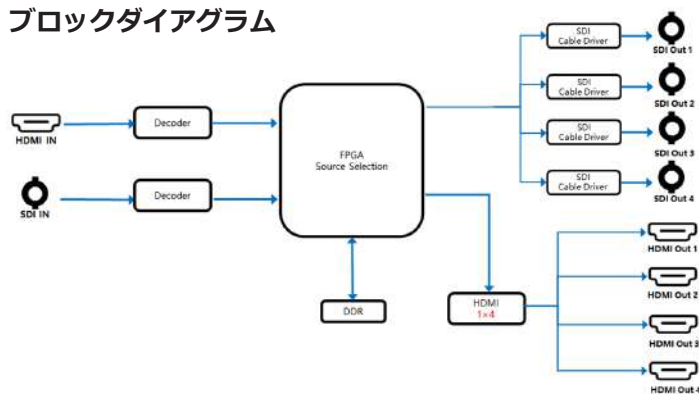 ブロックダイアグラム
SDI
Cable Driver
SDI Out 1
SDI
Cable Driver
SDI Out 2
SDI
Cable Driver
SDI Out 3
SDI
Cable Driver
SDI Out 4
HDMI IN
Decoder
FPGA
Source Selection
SDI IN
Decoder
DDR
HDMI
1×4
HDMI Out 1
HDMI Out 2
HDMI Out 3
HDMI Out 4